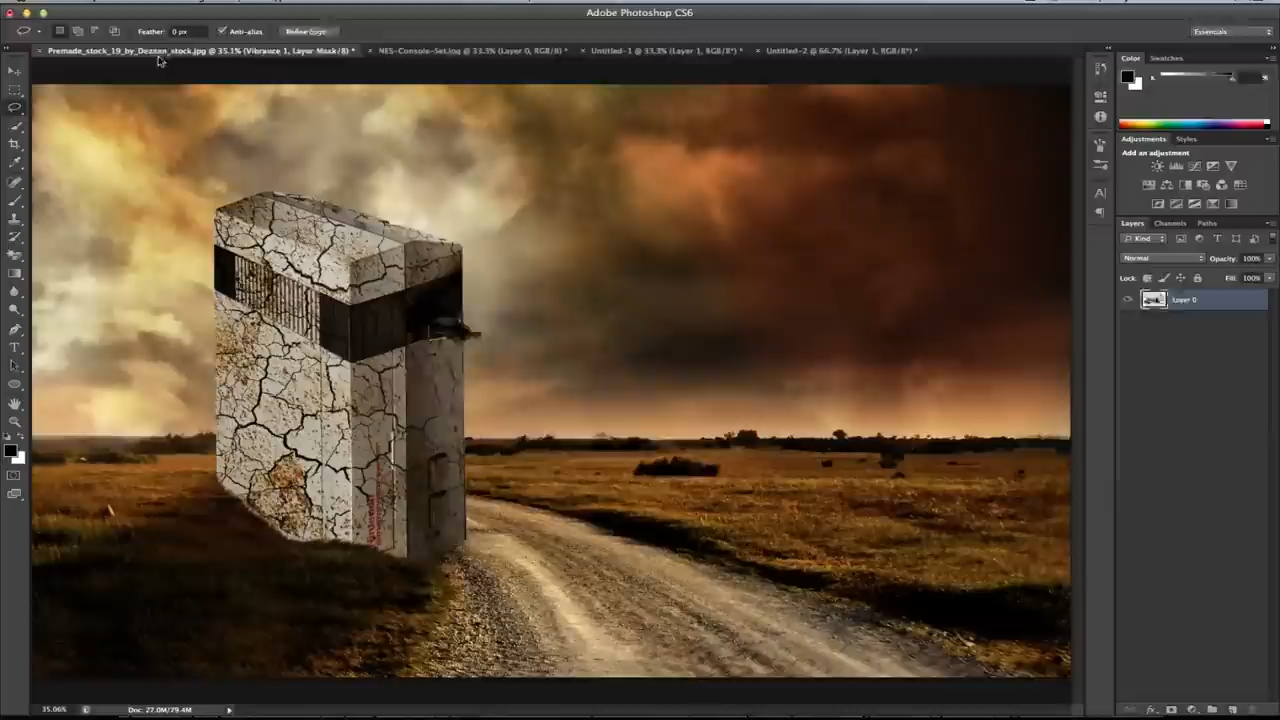 Adobe Photoshop CS6
Feather: 0 px Anti-alias Refine Edge... Essentials
Premade_stock_19_by_Dezzan_stock.jpg @ 35.1% (Vibrance 1, Layer Mask/8) * NES-Console-Set.jpg @ 33.3% (Layer 0, RGB/8) * Untitled-1 @ 33.3% (Layer 1, RGB/8) * Untitled-2 @ 66.7% (Layer 1, RGB/8) *
Color Swatches
Adjustments Styles
Add an adjustment
Layers Channels Paths
Kind
Normal Opacity: 100%
Lock: Fill: 100%
Layer 0
35.06% Doc: 27.0M/79.4M